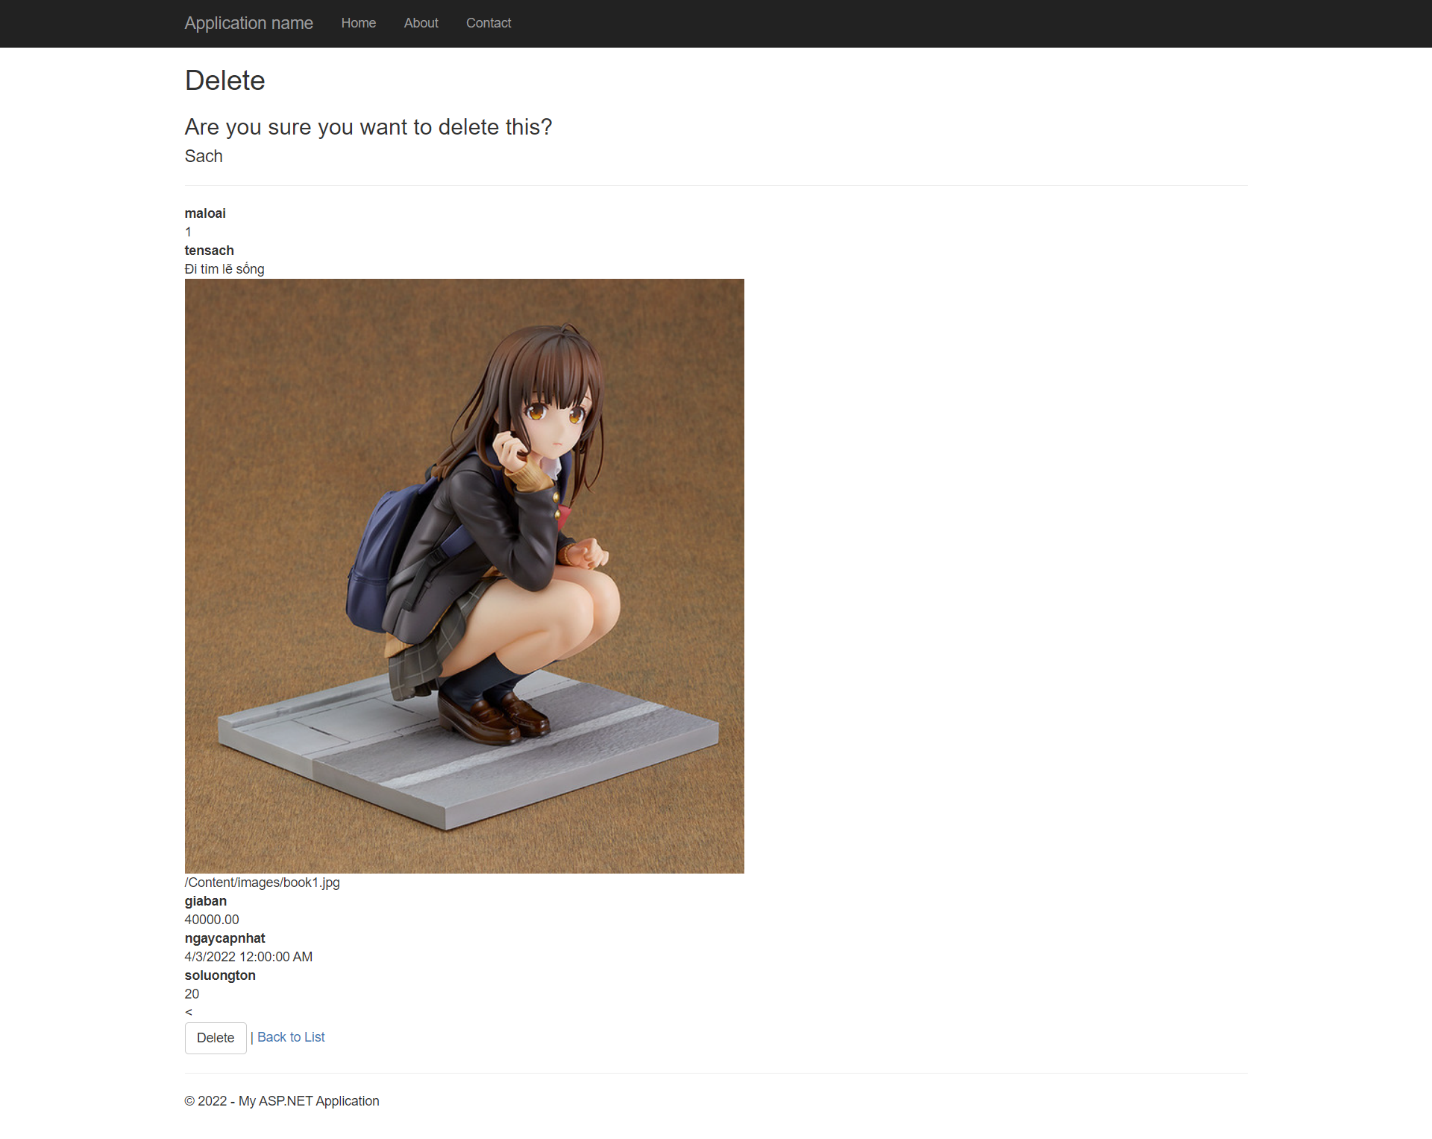 Application name Home About Contact
Delete
Are you sure you want to delete this?
Sach
maloai
1
tensach
Đi tìm lẽ sống
/Content/images/book1.jpg
giaban
40000.00
ngaycapnhat
4/3/2022 12:00:00 AM
soluongton
20
<
Delete | Back to List
© 2022 - My ASP.NET Application